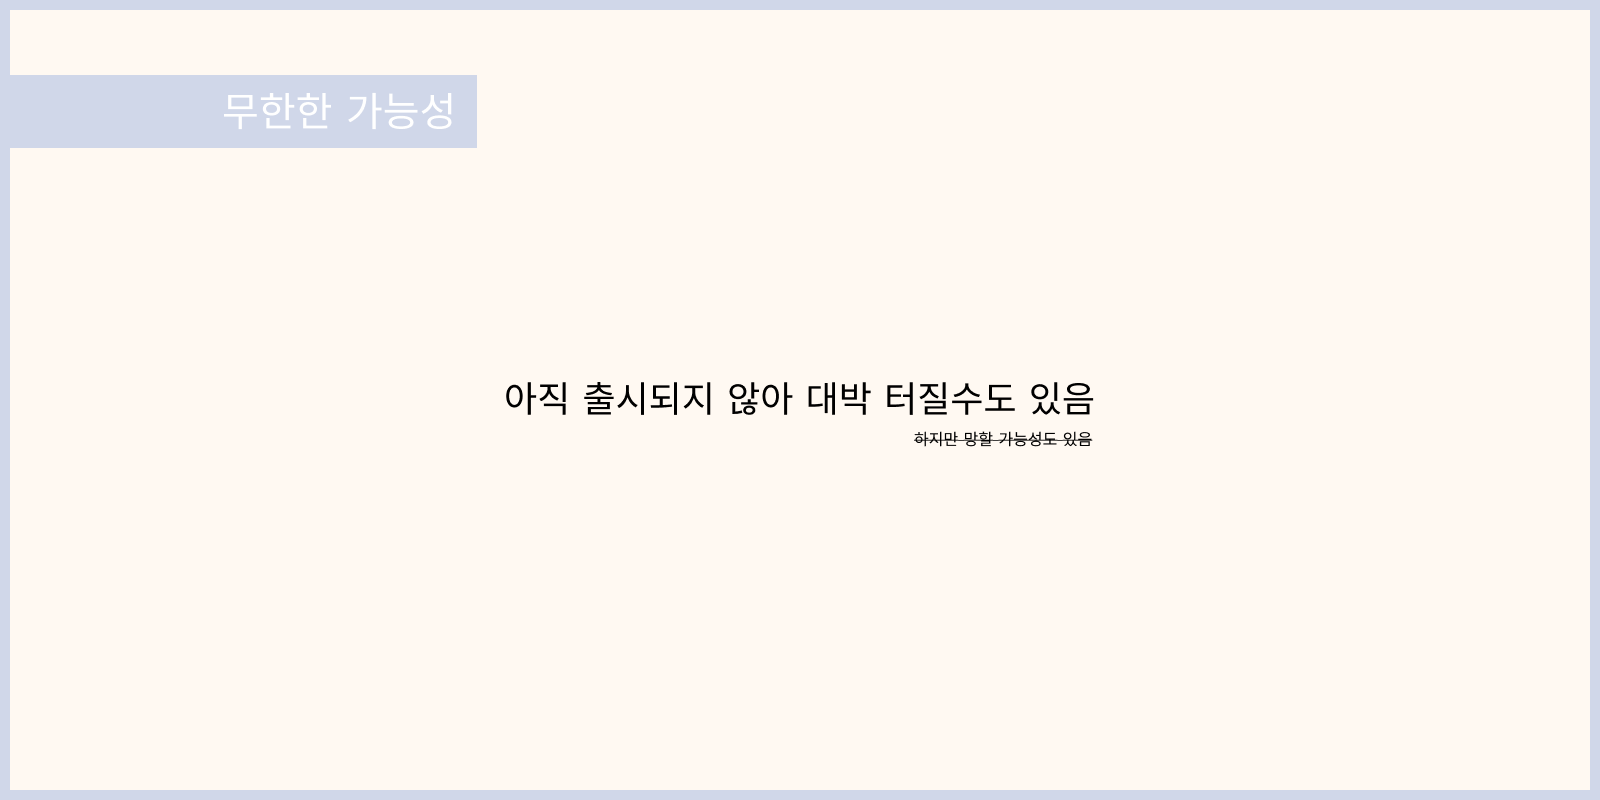 무한한 가능성
아직 출시되지 않아 대박 터질수도 있음
하지만 망할 가능성도 있음